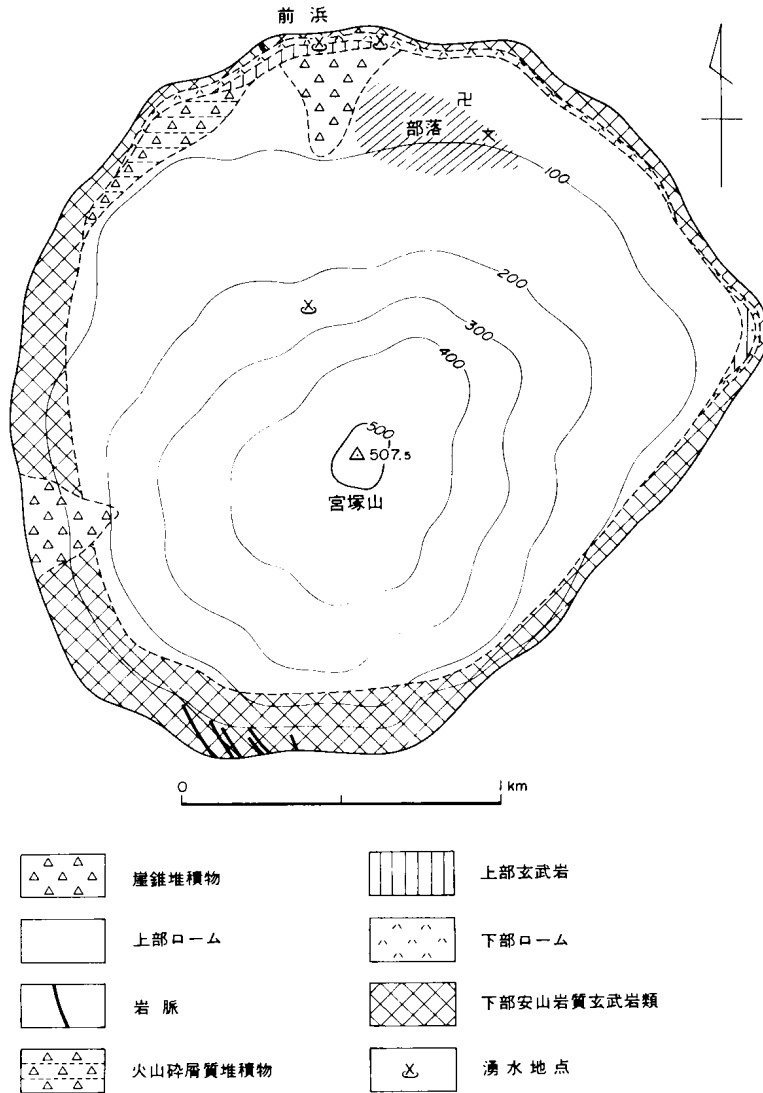 前浜
部落
卍
文
100
200
300
400
500
507.5
宮塚山
0 1 km
崖錐堆積物
上部玄武岩
上部ローム
下部ローム
岩脈
下部安山岩質玄武岩類
火山砕屑質堆積物
湧水地点